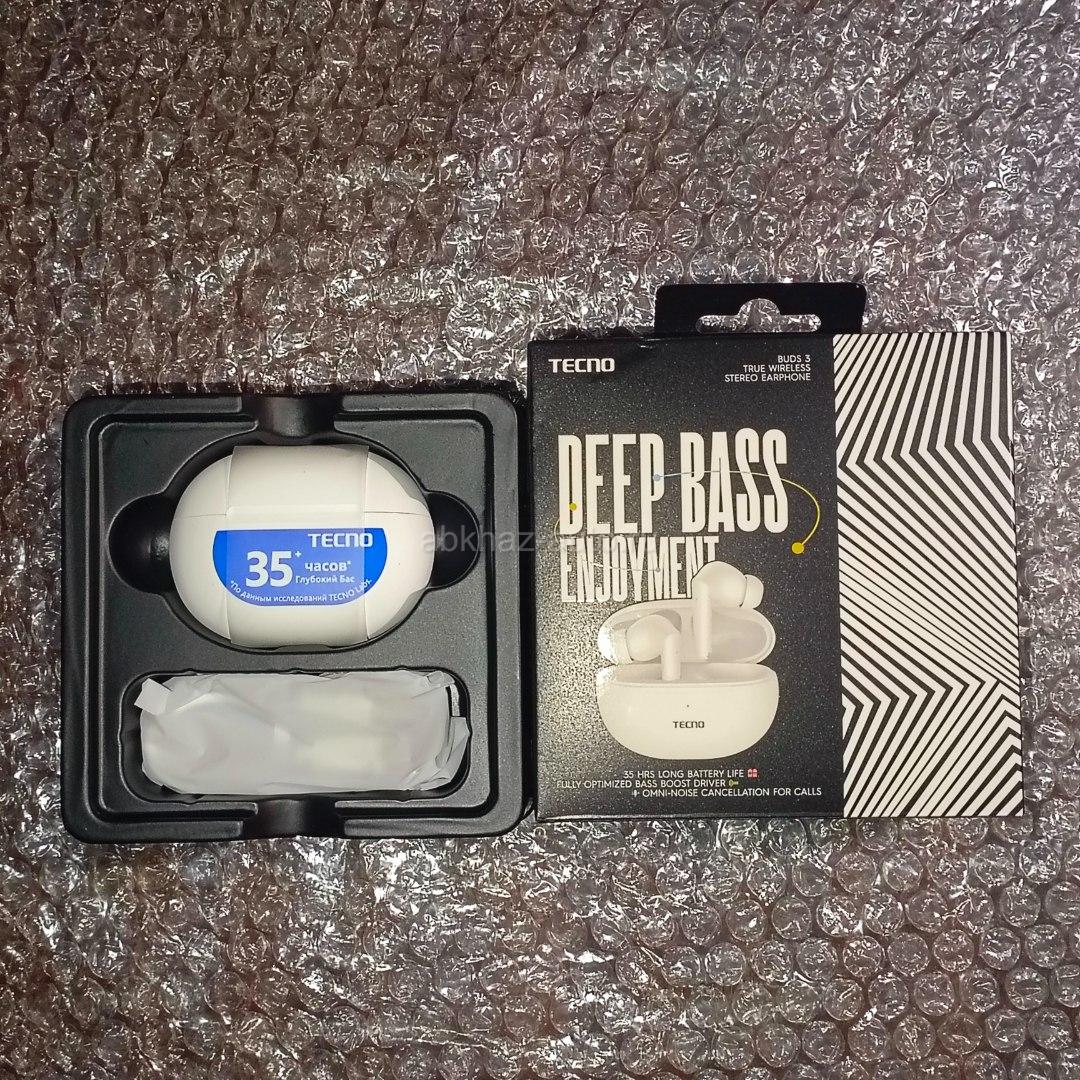 TECNO
35+ часов*
Глубокий Бас
*По данным исследований TECNO Labs.
TECNO
BUDS 3
TRUE WIRELESS
STEREO EARPHONE
DEEP BASS
ENJOYMENT
TECNO
35 HRS LONG BATTERY LIFE
FULLY OPTIMIZED BASS BOOST DRIVER
OMNI-NOISE CANCELLATION FOR CALLS